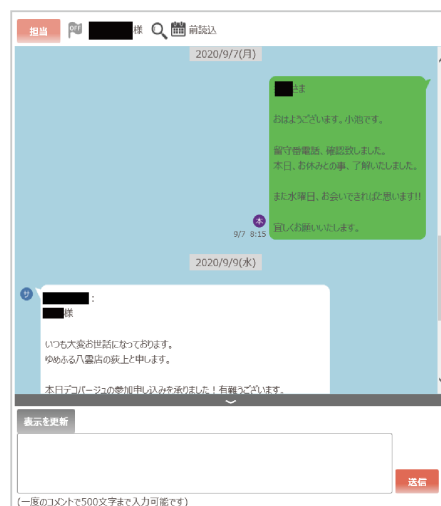 担当 OFF 様 前読込
2020/9/7(月)
さま
おはようございます。小池です。
留守番電話、確認致しました。
本日、お休みとの事、了解いたしました。
また水曜日、お会いできればと思います!!
宜しくお願いいたします。
本
9/7 8:15
2020/9/9(水)
サ
:
様
いつも大変お世話になっております。
ゆめふる八雲店の荻上と申します。
本日デコパージュの参加申し込みを承りました!有難うございます。
表示を更新
送信
(一度のコメントで500文字まで入力可能です)